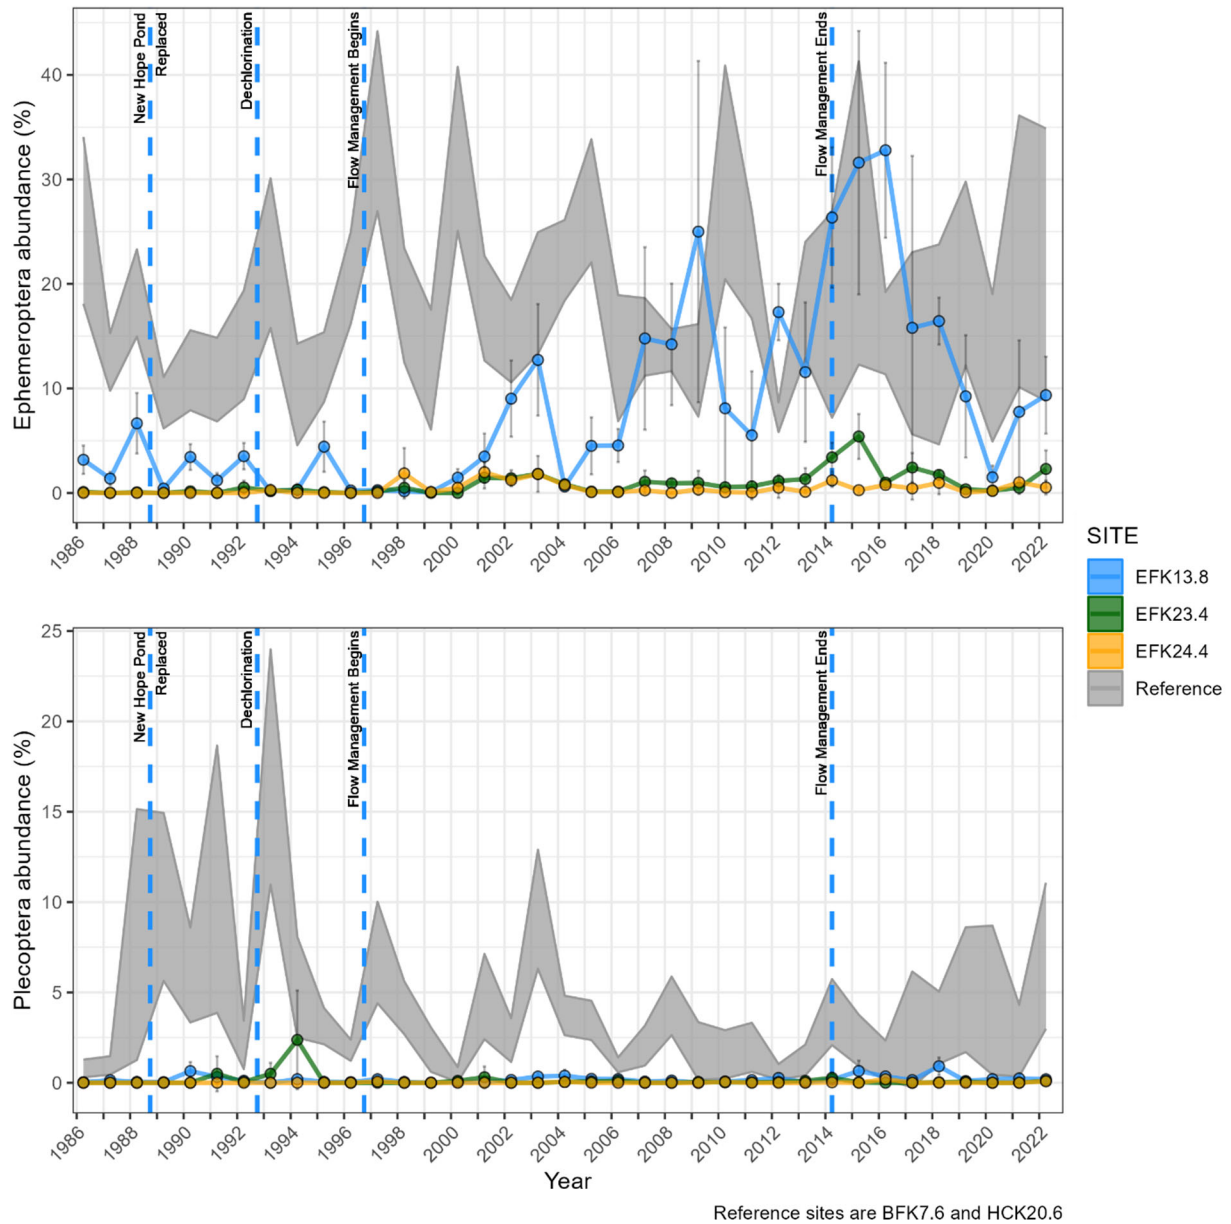 Ephemeroptera abundance (%)
40
30
20
10
0
New Hope Pond
Replaced
Dechlorination
Flow Management Begins
Flow Management Ends
1986
1988
1990
1992
1994
1996
1998
2000
2002
2004
2006
2008
2010
2012
2014
2016
2018
2020
2022
SITE
EFK13.8
EFK23.4
EFK24.4
Reference
Plecoptera abundance (%)
25
20
15
10
5
0
New Hope Pond
Replaced
Dechlorination
Flow Management Begins
Flow Management Ends
1986
1988
1990
1992
1994
1996
1998
2000
2002
2004
2006
2008
2010
2012
2014
2016
2018
2020
2022
Year
Reference sites are BFK7.6 and HCK20.6